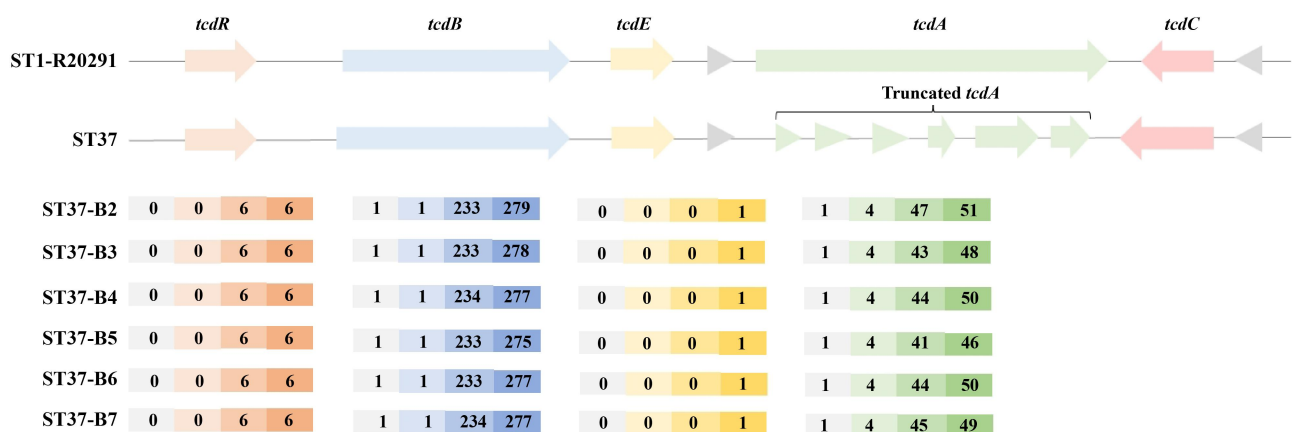 tcdR tcdB tcdE tcdA tcdC
ST1-R20291
Truncated tcdA
ST37
ST37-B2 0 0 6 6 1 1 233 279 0 0 0 1 1 4 47 51
ST37-B3 0 0 6 6 1 1 233 278 0 0 0 1 1 4 43 48
ST37-B4 0 0 6 6 1 1 234 277 0 0 0 1 1 4 44 50
ST37-B5 0 0 6 6 1 1 233 275 0 0 0 1 1 4 41 46
ST37-B6 0 0 6 6 1 1 233 277 0 0 0 1 1 4 44 50
ST37-B7 0 0 6 6 1 1 234 277 0 0 0 1 1 4 45 49